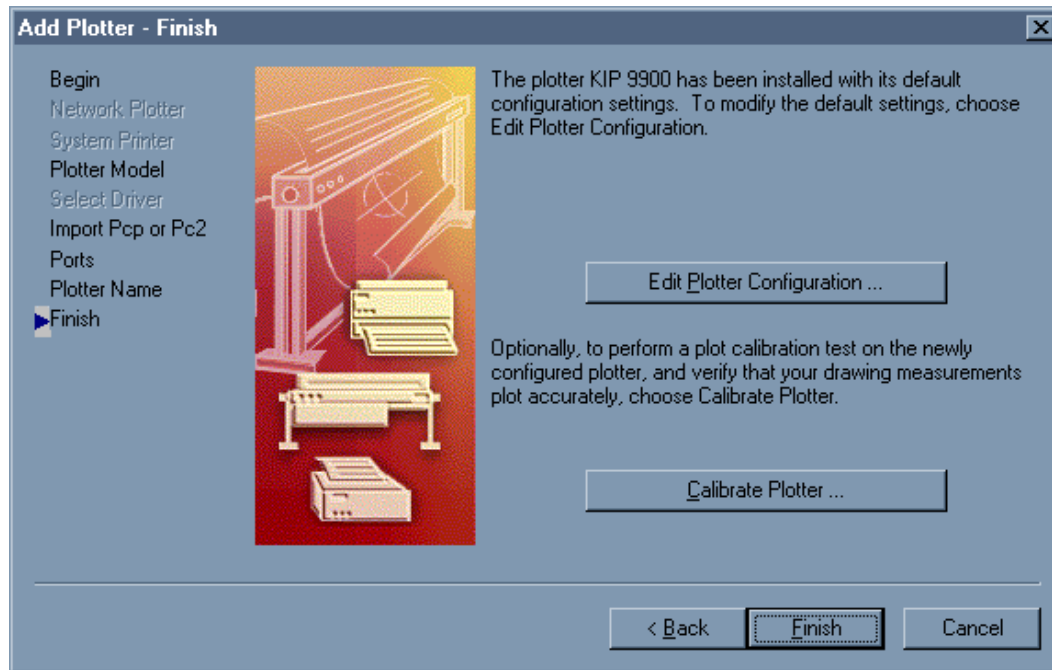 Add Plotter - Finish
Begin
Network Plotter
System Printer
Plotter Model
Select Driver
Import Pcp or Pc2
Ports
Plotter Name
Finish
The plotter KIP 9900 has been installed with its default
configuration settings. To modify the default settings, choose
Edit Plotter Configuration.
Edit Plotter Configuration ...
Optionally, to perform a plot calibration test on the newly
configured plotter, and verify that your drawing measurements
plot accurately, choose Calibrate Plotter.
Calibrate Plotter ...
< Back
Finish
Cancel